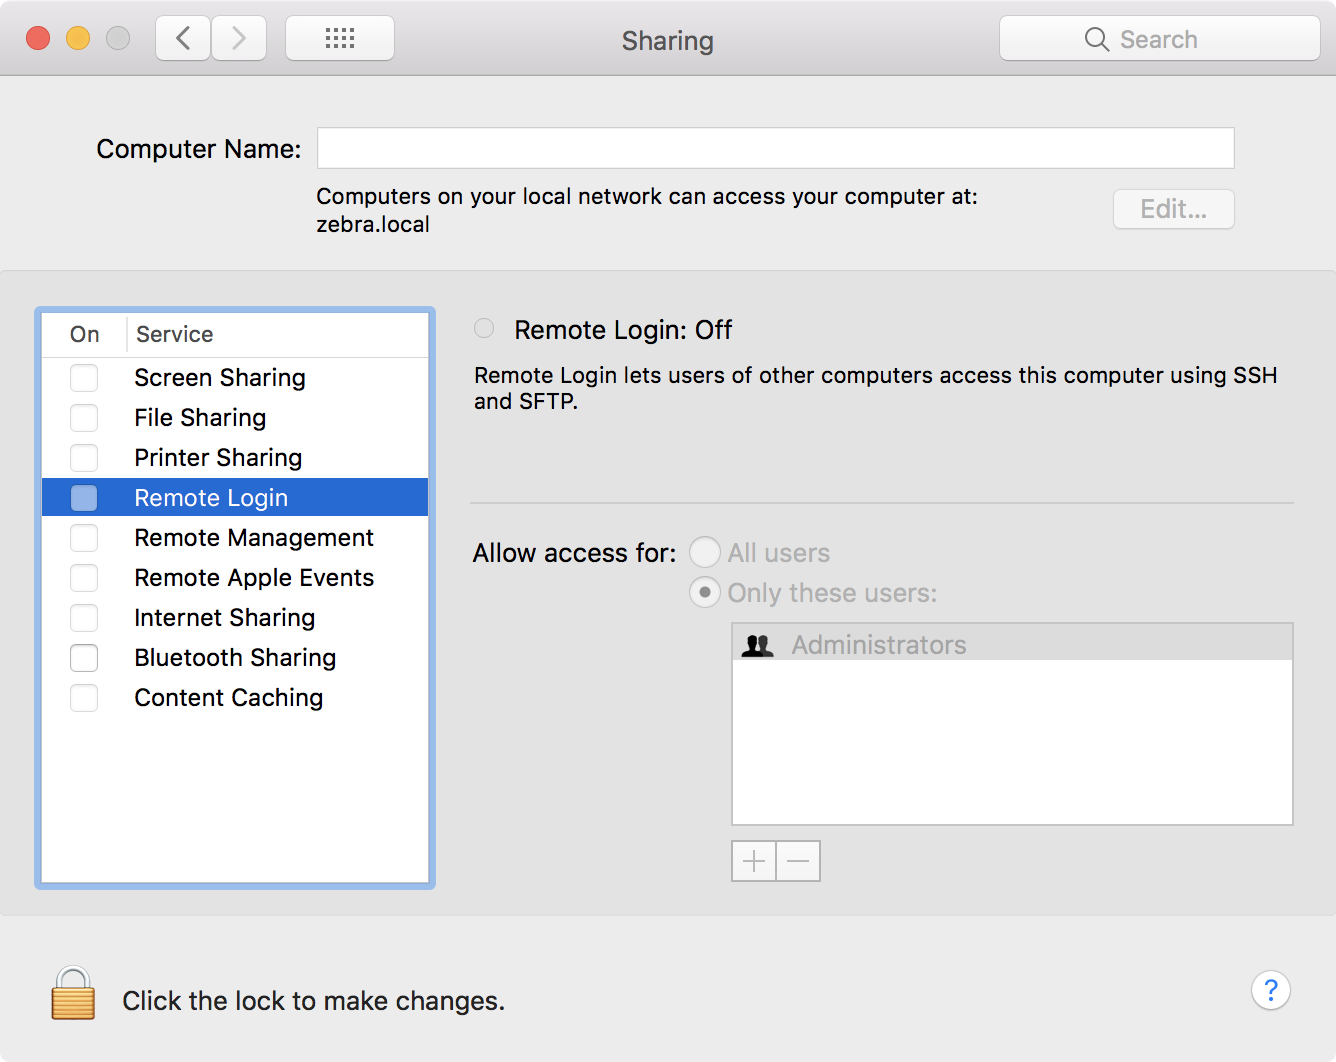 Sharing
Search
Computer Name:
Computers on your local network can access your computer at:
zebra.local
Edit...
On Service
Screen Sharing
File Sharing
Printer Sharing
Remote Login
Remote Management
Remote Apple Events
Internet Sharing
Bluetooth Sharing
Content Caching
Remote Login: Off
Remote Login lets users of other computers access this computer using SSH
and SFTP.
Allow access for: All users
Only these users:
Administrators
Click the lock to make changes.
?